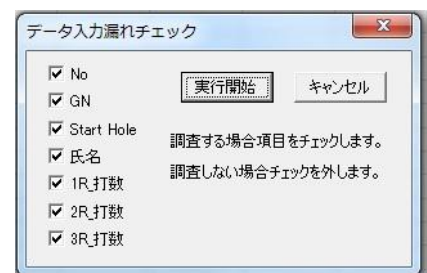 データ入力漏れチェック
No
GN
Start Hole
氏名
1R_打数
2R_打数
3R_打数
実行開始
キャンセル
調査する場合項目をチェックします。
調査しない場合チェックを外します。